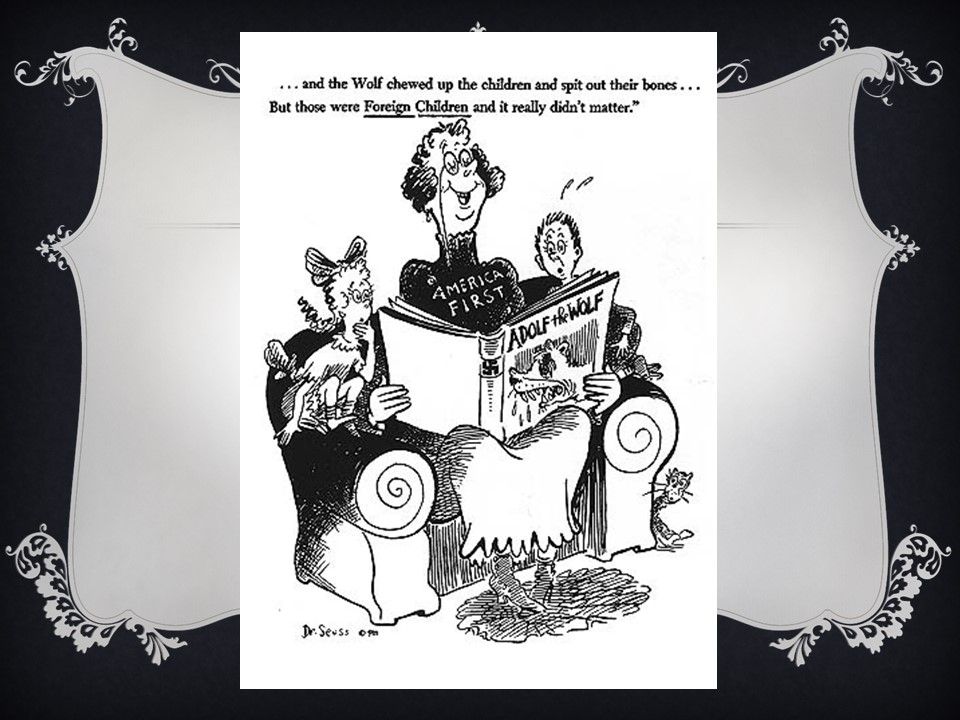 . . . and the Wolf chewed up the children and spit out their bones . . .
But those were Foreign Children and it really didn't matter."
AMERICA
FIRST
ADOLF the WOLF
Dr. Seuss ©